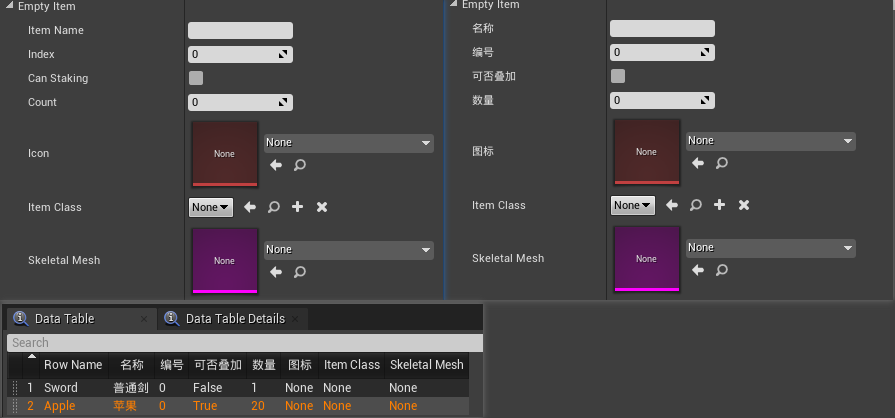 Empty Item
Item Name
Index 0
Can Staking
Count 0
Icon None None
Item Class None
Skeletal Mesh None None
Empty Item
名称
编号 0
可否叠加
数量 0
图标 None None
Item Class None
Skeletal Mesh None None
Data Table Data Table Details
Search
Row Name 名称 编号 可否叠加 数量 图标 Item Class Skeletal Mesh
1 Sword 普通剑 0 False 1 None None None
2 Apple 苹果 0 True 20 None None None